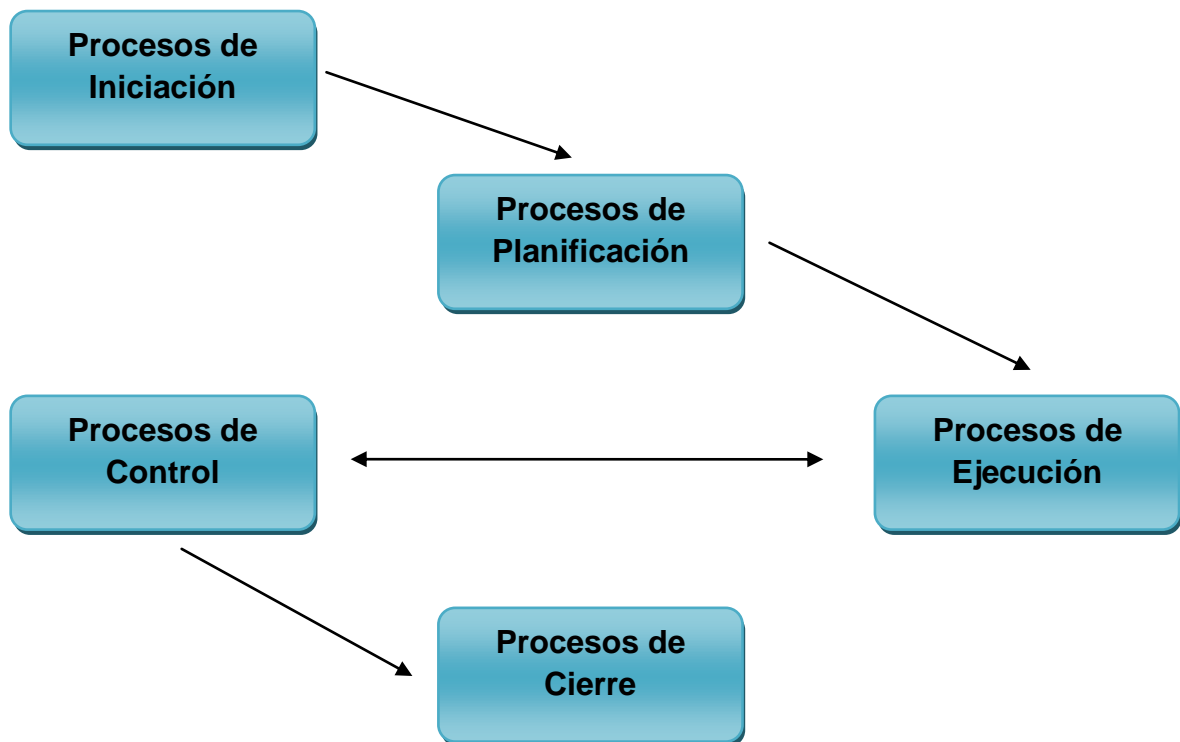 Procesos de
Iniciación
Procesos de
Planificación
Procesos de
Control
Procesos de
Ejecución
Procesos de
Cierre